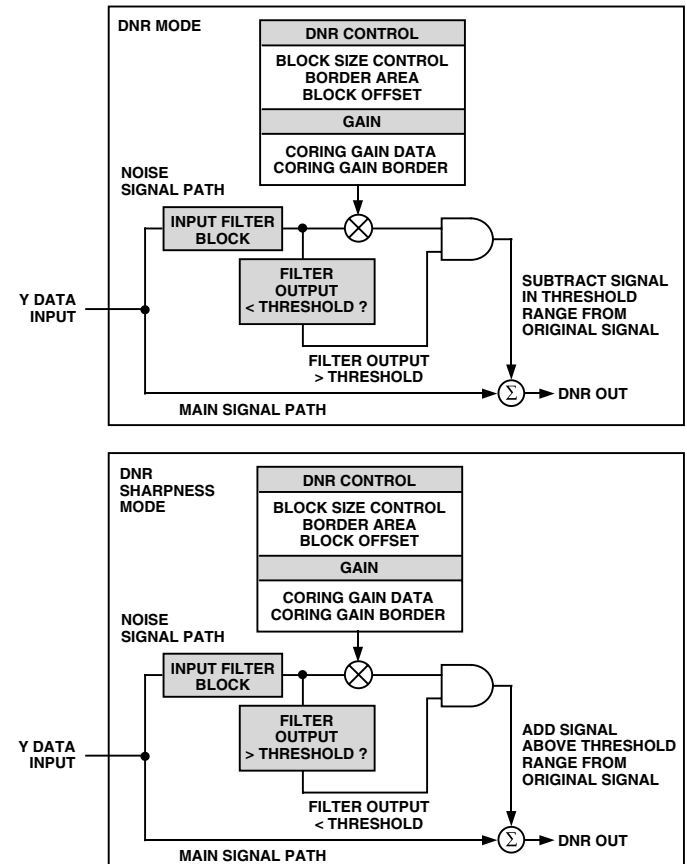 DNR MODE
DNR CONTROL
BLOCK SIZE CONTROL
BORDER AREA
BLOCK OFFSET
GAIN
CORING GAIN DATA
CORING GAIN BORDER
NOISE
SIGNAL PATH
INPUT FILTER
BLOCK
FILTER
OUTPUT
< THRESHOLD ?
Y DATA
INPUT
SUBTRACT SIGNAL
IN THRESHOLD
RANGE FROM
ORIGINAL SIGNAL
FILTER OUTPUT
> THRESHOLD
Σ
DNR OUT
MAIN SIGNAL PATH
DNR
SHARPNESS
MODE
DNR CONTROL
BLOCK SIZE CONTROL
BORDER AREA
BLOCK OFFSET
GAIN
CORING GAIN DATA
CORING GAIN BORDER
NOISE
SIGNAL PATH
INPUT FILTER
BLOCK
FILTER
OUTPUT
> THRESHOLD ?
Y DATA
INPUT
ADD SIGNAL
ABOVE THRESHOLD
RANGE FROM
ORIGINAL SIGNAL
FILTER OUTPUT
< THRESHOLD
Σ
DNR OUT
MAIN SIGNAL PATH